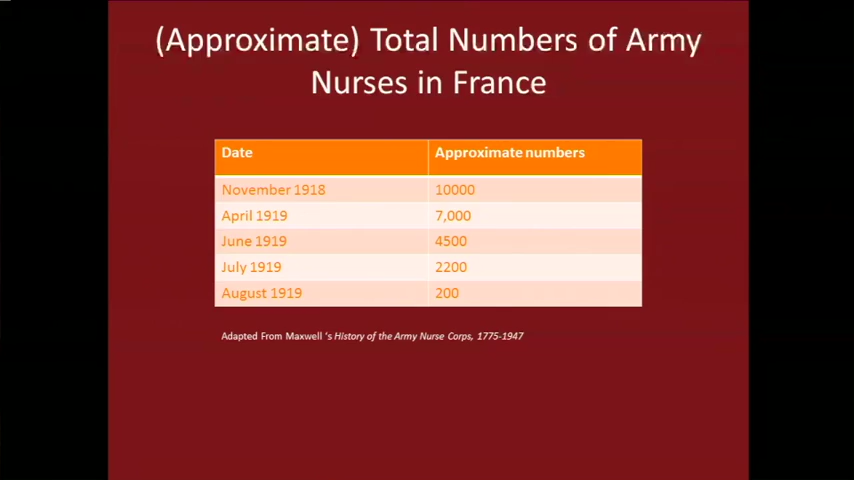 (Approximate) Total Numbers of Army
Nurses in France
Date Approximate numbers
November 1918 10000
April 1919 7,000
June 1919 4500
July 1919 2200
August 1919 200
Adapted From Maxwell 's History of the Army Nurse Corps, 1775-1947